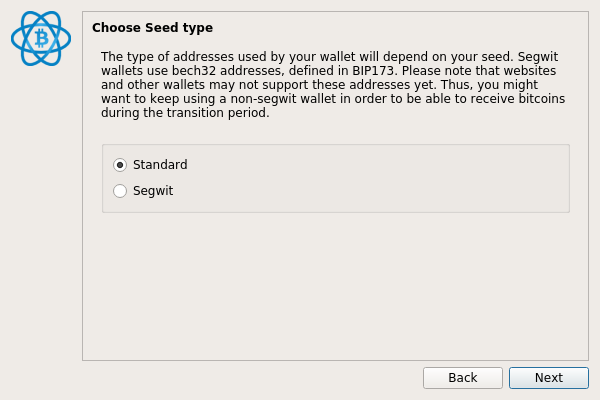 Choose Seed type
The type of addresses used by your wallet will depend on your seed. Segwit
wallets use bech32 addresses, defined in BIP173. Please note that websites
and other wallets may not support these addresses yet. Thus, you might
want to keep using a non-segwit wallet in order to be able to receive bitcoins
during the transition period.
Standard
Segwit
Back
Next